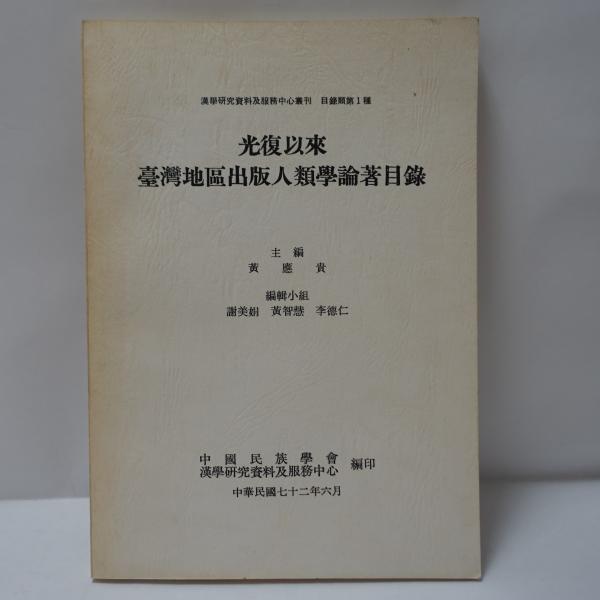 漢學研究資料及服務中心叢刊 目錄類第1種
光復以來
臺灣地區出版人類學論著目錄
主編
黃應貴
編輯小組
謝美娟 黃智慧 李德仁
中國民族學會
漢學研究資料及服務中心 編印
中華民國七十二年六月